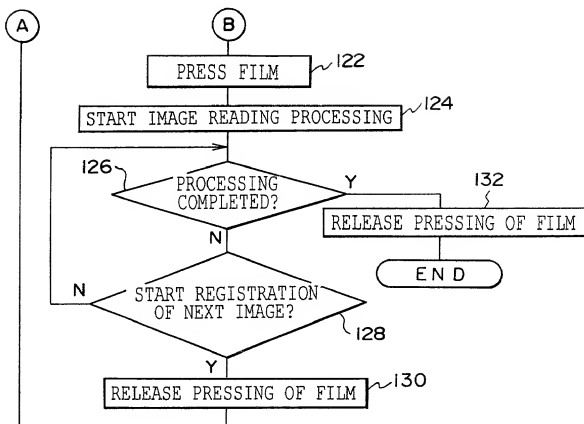 A
B
PRESS FILM
122
START IMAGE READING PROCESSING
124
126
PROCESSING
COMPLETED?
Y
N
132
RELEASE PRESSING OF FILM
END
N
START REGISTRATION
OF NEXT IMAGE?
128
Y
RELEASE PRESSING OF FILM
130